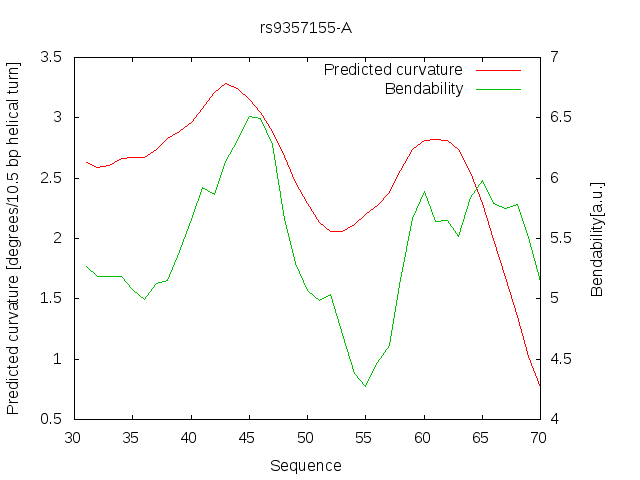 rs9357155-A
Predicted curvature
Bendability
Predicted curvature [degrees/10.5 bp helical turn]
3.5
3
2.5
2
1.5
1
0.5
7
6.5
6
5.5
5
4.5
4
Bendability[a.u.]
30 35 40 45 50 55 60 65 70
Sequence